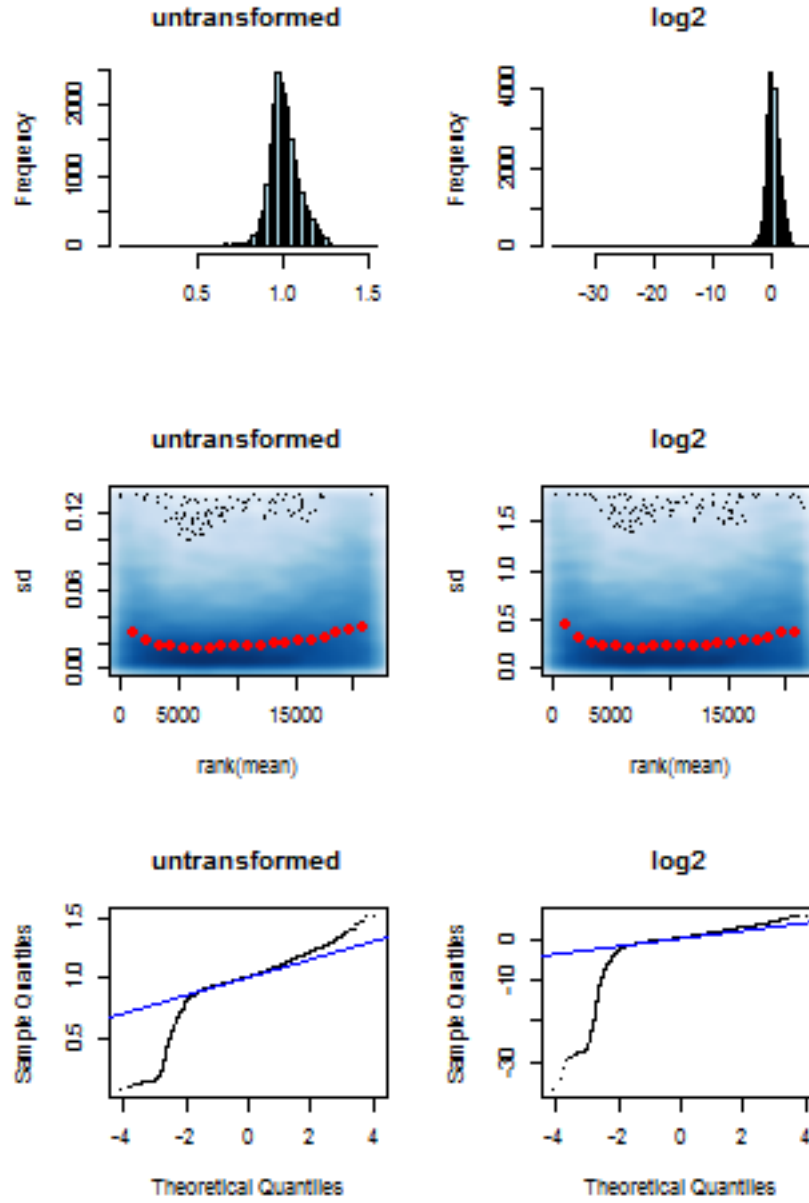 untransformed
log2
Frequency
0
1000
2000
0.5
1.0
1.5
Frequency
0
2000
4000
-30
-20
-10
0
untransformed
log2
sd
0.00
0.06
0.12
0
5000
15000
rank(mean)
sd
0.0
0.5
1.0
1.5
0
5000
15000
rank(mean)
untransformed
log2
Sample Quantiles
0.5
1.0
1.5
-4
-2
0
2
4
Theoretical Quantiles
Sample Quantiles
-30
-10
0
-4
-2
0
2
4
Theoretical Quantiles